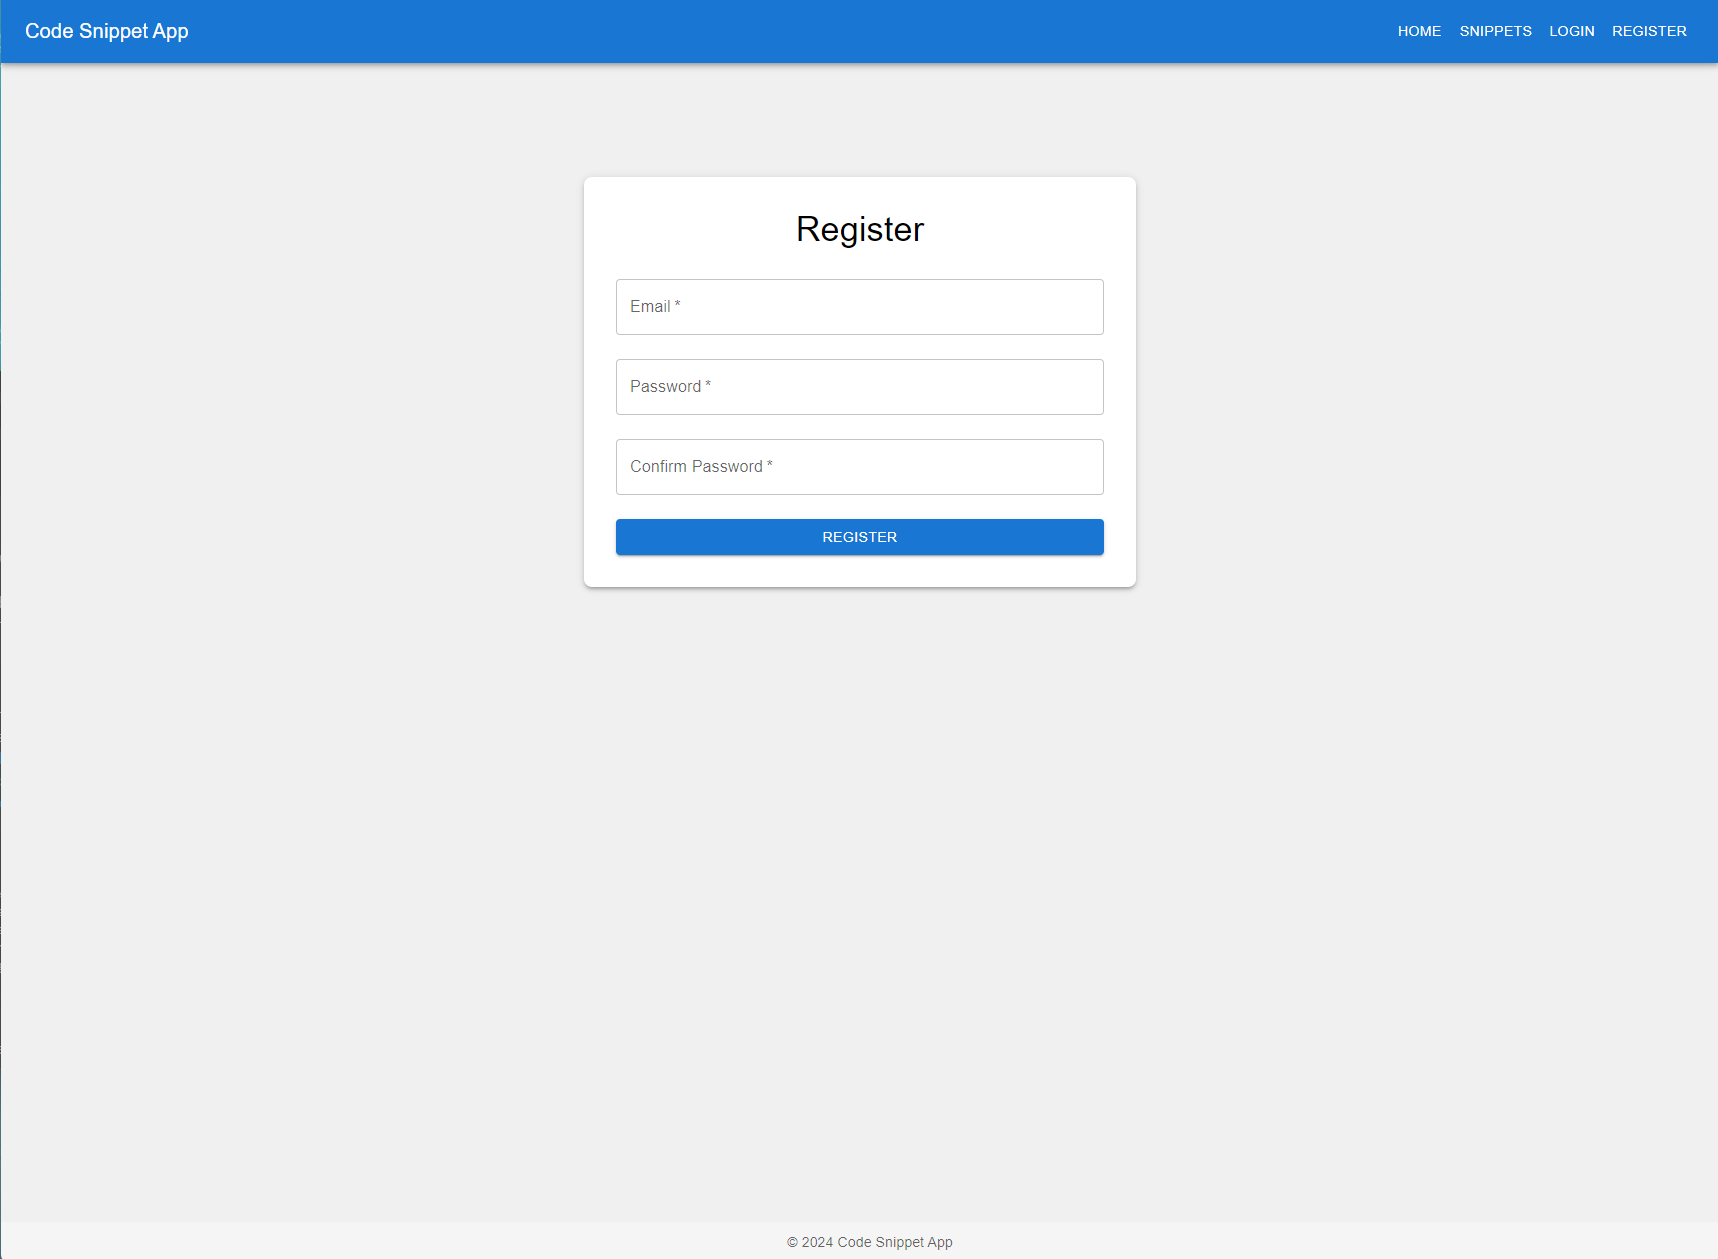 Code Snippet App
HOME SNIPPETS LOGIN REGISTER
Register
Email *
Password *
Confirm Password *
REGISTER
© 2024 Code Snippet App